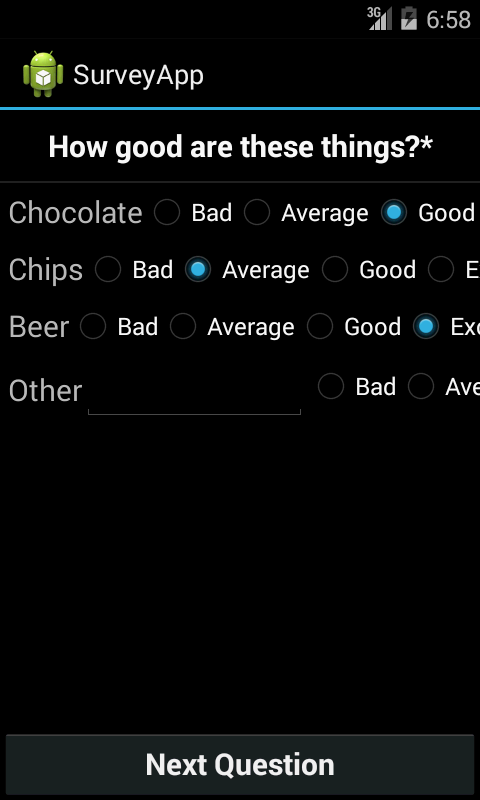 3G 6:58
SurveyApp
How good are these things?*
Chocolate Bad Average Good
Chips Bad Average Good E
Beer Bad Average Good Exc
Other Bad Ave
Next Question